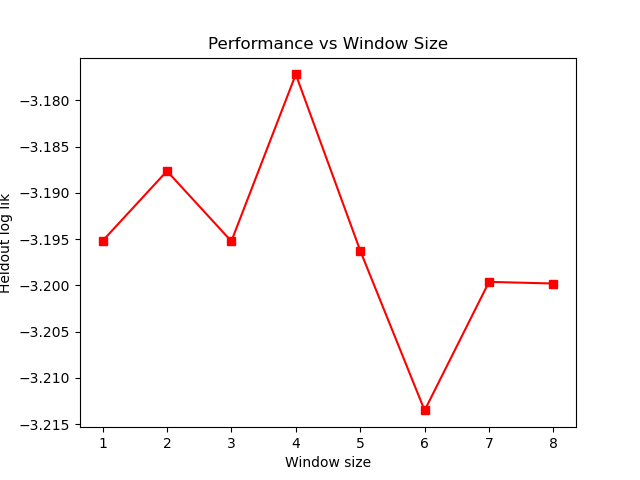 Performance vs Window Size
−3.180
−3.185
−3.190
−3.195
−3.200
−3.205
−3.210
−3.215
Heldout log lik
1 2 3 4 5 6 7 8
Window size